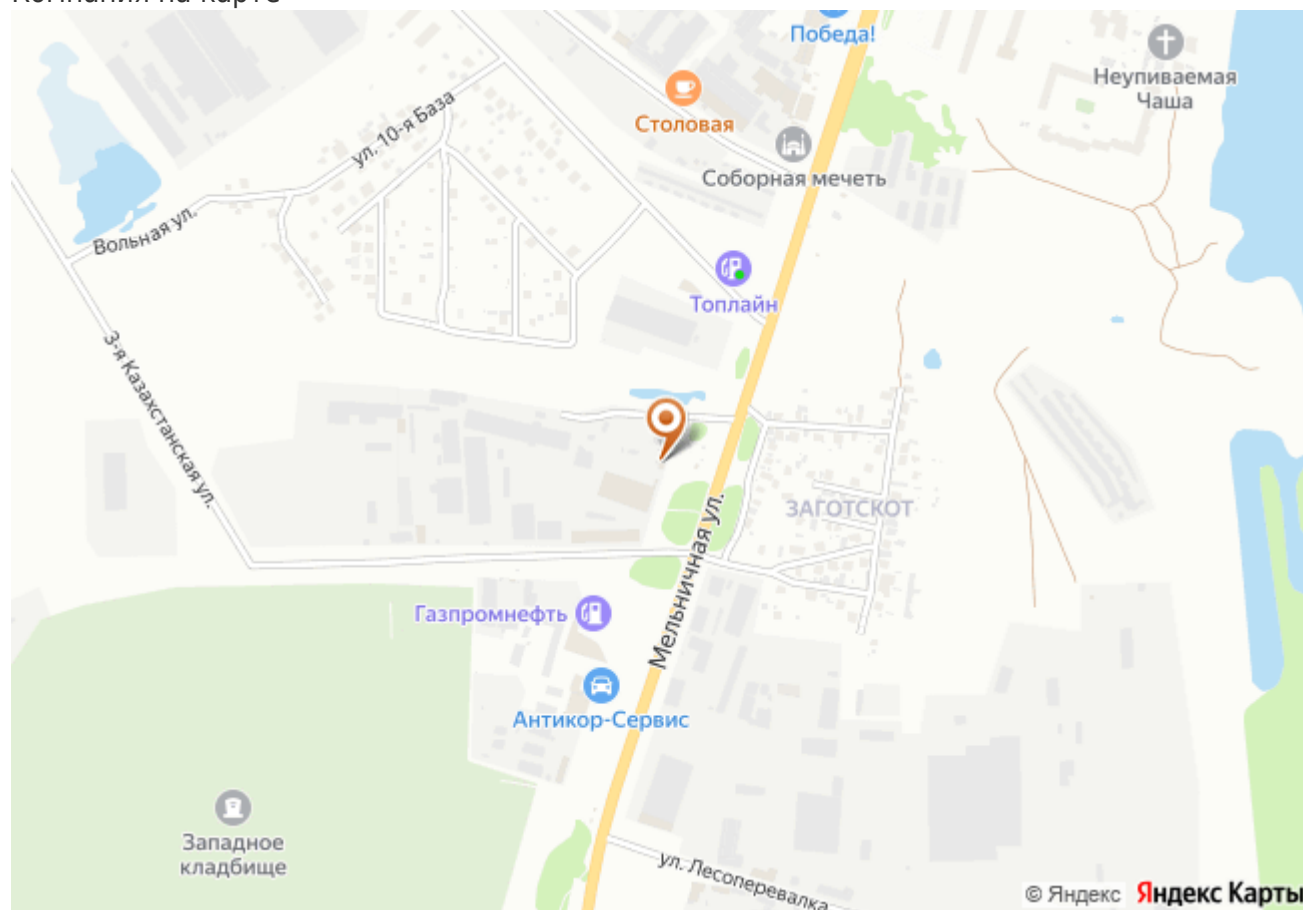 Победа!
Неупиваемая
Чаша
Столовая
ул. 10-я База
Соборная мечеть
Вольная ул.
Топлайн
3-я Казахстанская ул.
ЗАГОТСКОТ
Мельничная ул.
Газпромнефть
Антикор-Сервис
Западное
кладбище
ул. Лесоперевалка
© Яндекс Яндекс Карты